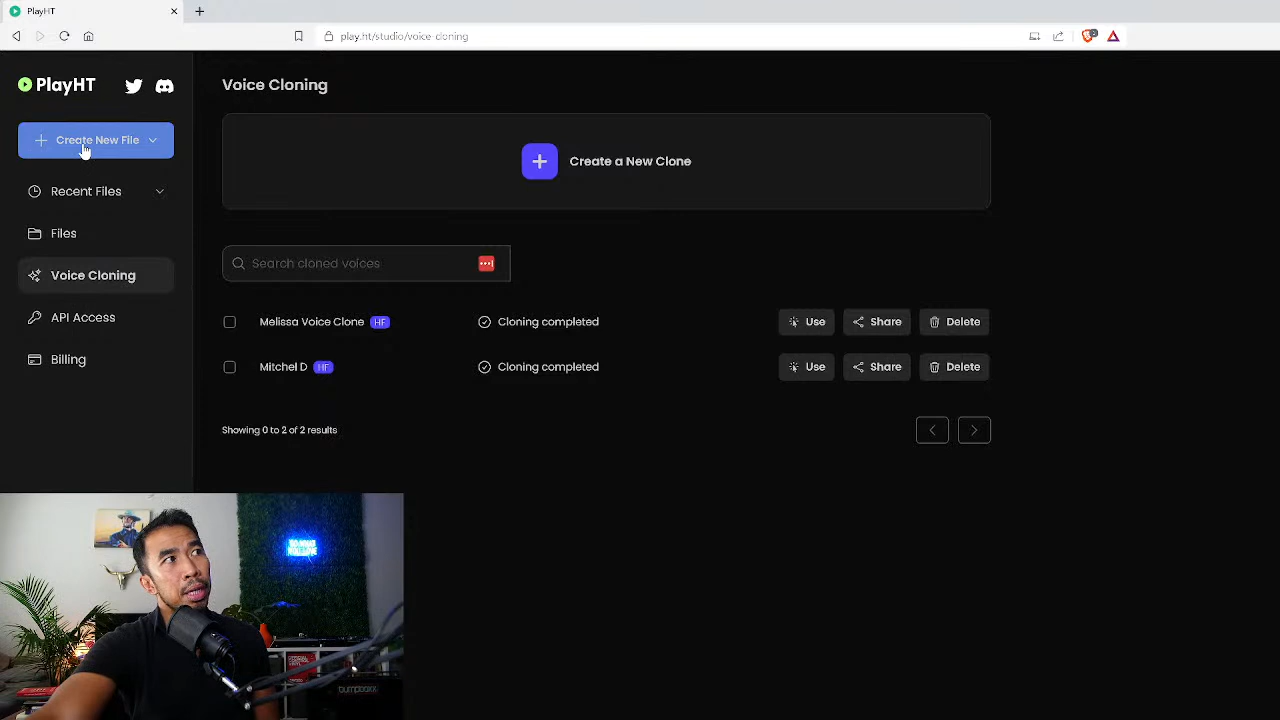 PlayHT
play.ht/studio/voice-cloning
2
PlayHT
Create New File
Recent Files
Files
Voice Cloning
API Access
Billing
Voice Cloning
Create a New Clone
Search cloned voices
Melissa Voice Clone HF Cloning completed Use Share Delete
Mitchel D HF Cloning completed Use Share Delete
Showing 0 to 2 of 2 results
bumpboxx